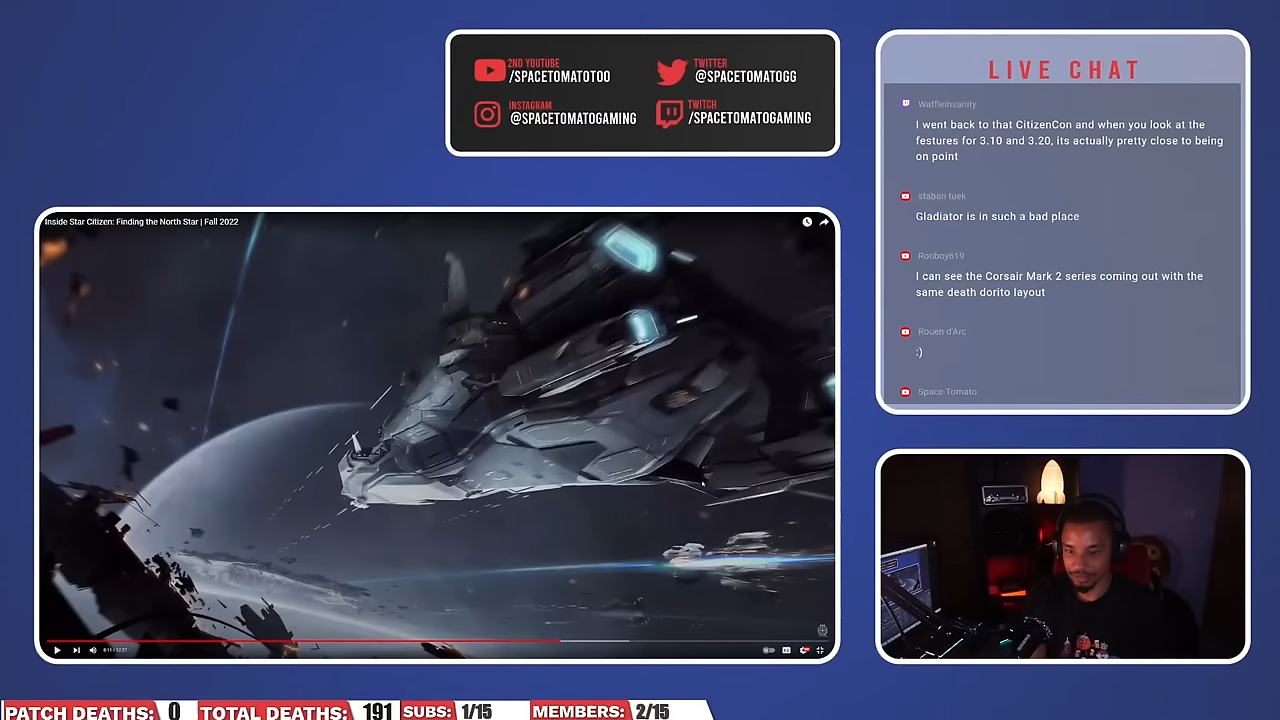 2ND YOUTUBE
/SPACETOMATOTOO
TWITTER
@SPACETOMATOGG
INSTAGRAM
@SPACETOMATOGAMING
TWITCH
/SPACETOMATOGAMING
LIVE CHAT
Waffleinsanity
I went back to that CitizenCon and when you look at the
festures for 3.10 and 3.20, its actually pretty close to being
on point
staban tuek
Gladiator is in such a bad place
Rooboy619
I can see the Corsair Mark 2 series coming out with the
same death dorito layout
Rouen d'Arc
:)
Space Tomato
Inside Star Citizen: Finding the North Star | Fall 2022
8:11 / 12:27
PATCH DEATHS: 0
TOTAL DEATHS: 191
SUBS: 1/15
MEMBERS: 2/15